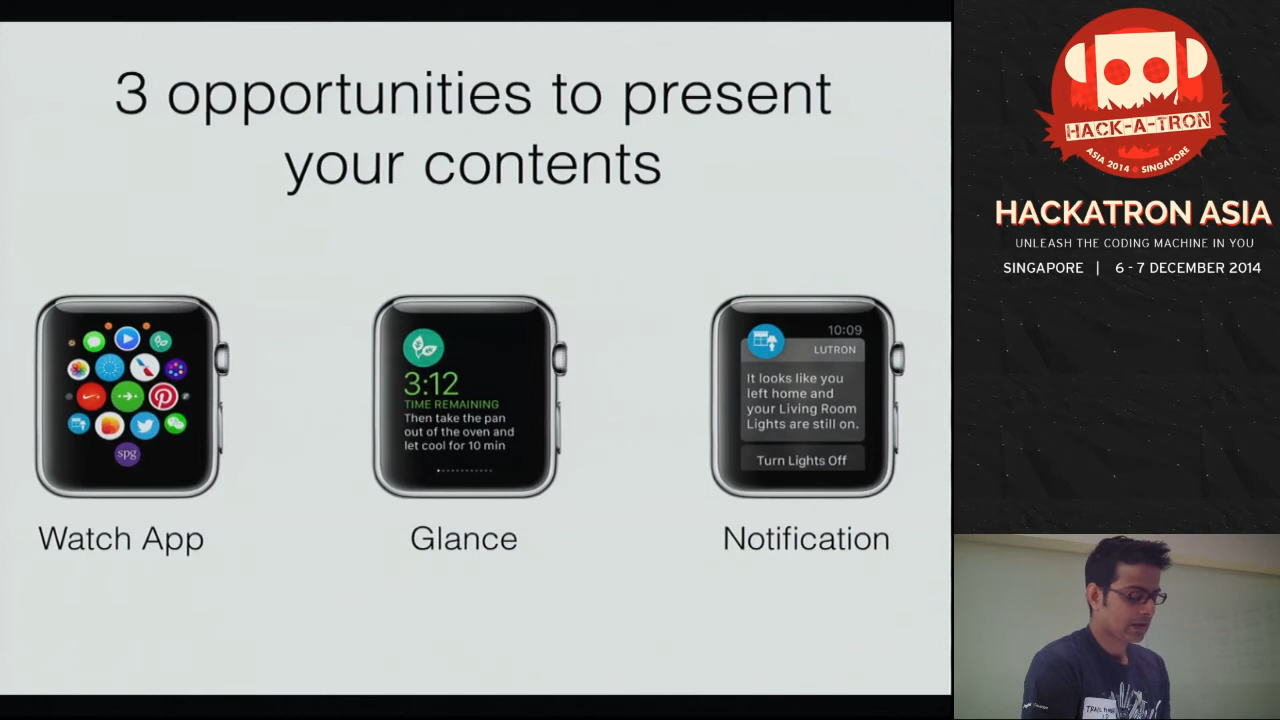 3 opportunities to present
your contents
spg
Watch App
3:12
TIME REMAINING
Then take the pan
out of the oven and
let cool for 10 min
Glance
10:09
LUTRON
It looks like you
left home and
your Living Room
Lights are still on.
Turn Lights Off
Notification
HACK-A-TRON
ASIA 2014 SINGAPORE
HACKATRON ASIA
UNLEASH THE CODING MACHINE IN YOU
SINGAPORE | 6 - 7 DECEMBER 2014